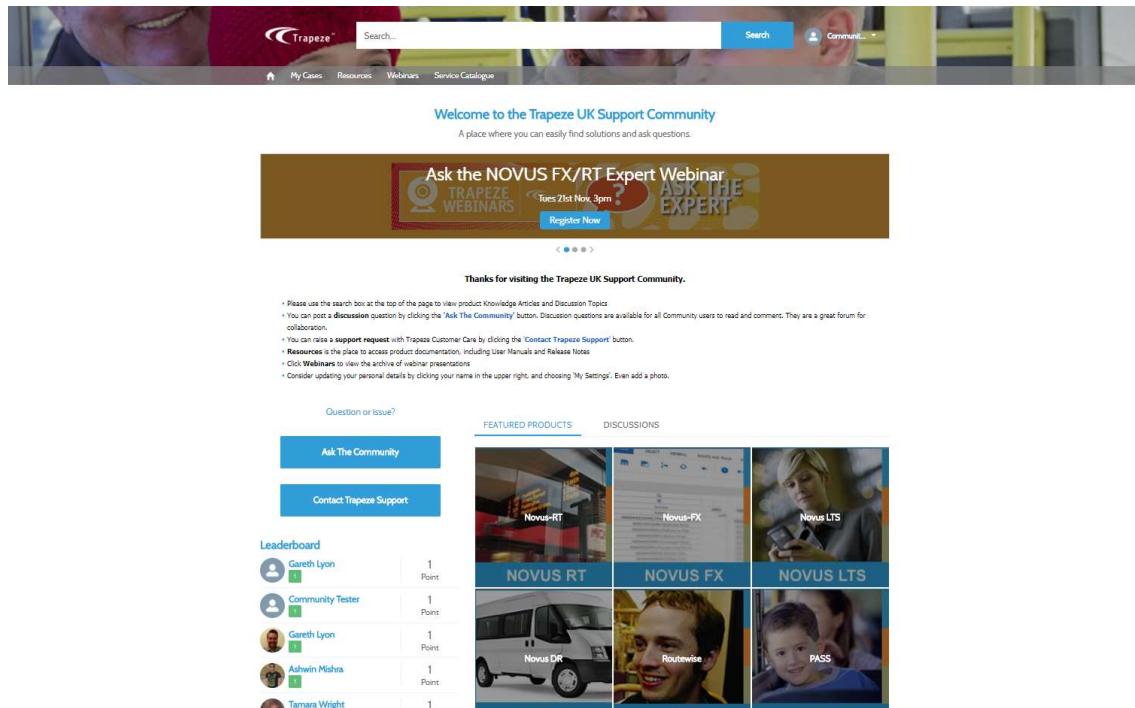 Trapeze
Search...
Search
Communit...
My Cases Resources Webinars Service Catalogue
Welcome to the Trapeze UK Support Community
A place where you can easily find solutions and ask questions.
TRAPEZE
WEBINARS
ASK THE
EXPERT
?
Ask the NOVUS FX/RT Expert Webinar
Tues 21st Nov, 3pm
Register Now
Thanks for visiting the Trapeze UK Support Community.
• Please use the search box at the top of the page to view product Knowledge Articles and Discussion Topics
• You can post a discussion question by clicking the 'Ask The Community' button. Discussion questions are available for all Community users to read and comment. They are a great forum for
collaboration.
• You can raise a support request with Trapeze Customer Care by clicking the 'Contact Trapeze Support' button.
• Resources is the place to access product documentation, including User Manuals and Release Notes
• Click Webinars to view the archive of webinar presentations
• Consider updating your personal details by clicking your name in the upper right, and choosing 'My Settings'. Even add a photo.
Question or issue?
Ask The Community
Contact Trapeze Support
Leaderboard
Gareth Lyon
1
1
Point
Community Tester
1
1
Point
Gareth Lyon
1
1
Point
Ashwin Mishra
1
1
Point
Tamara Wright
1
FEATURED PRODUCTS DISCUSSIONS
Novus-RT Novus-FX Novus LTS
NOVUS RT NOVUS FX NOVUS LTS
Novus DR Routewise PASS